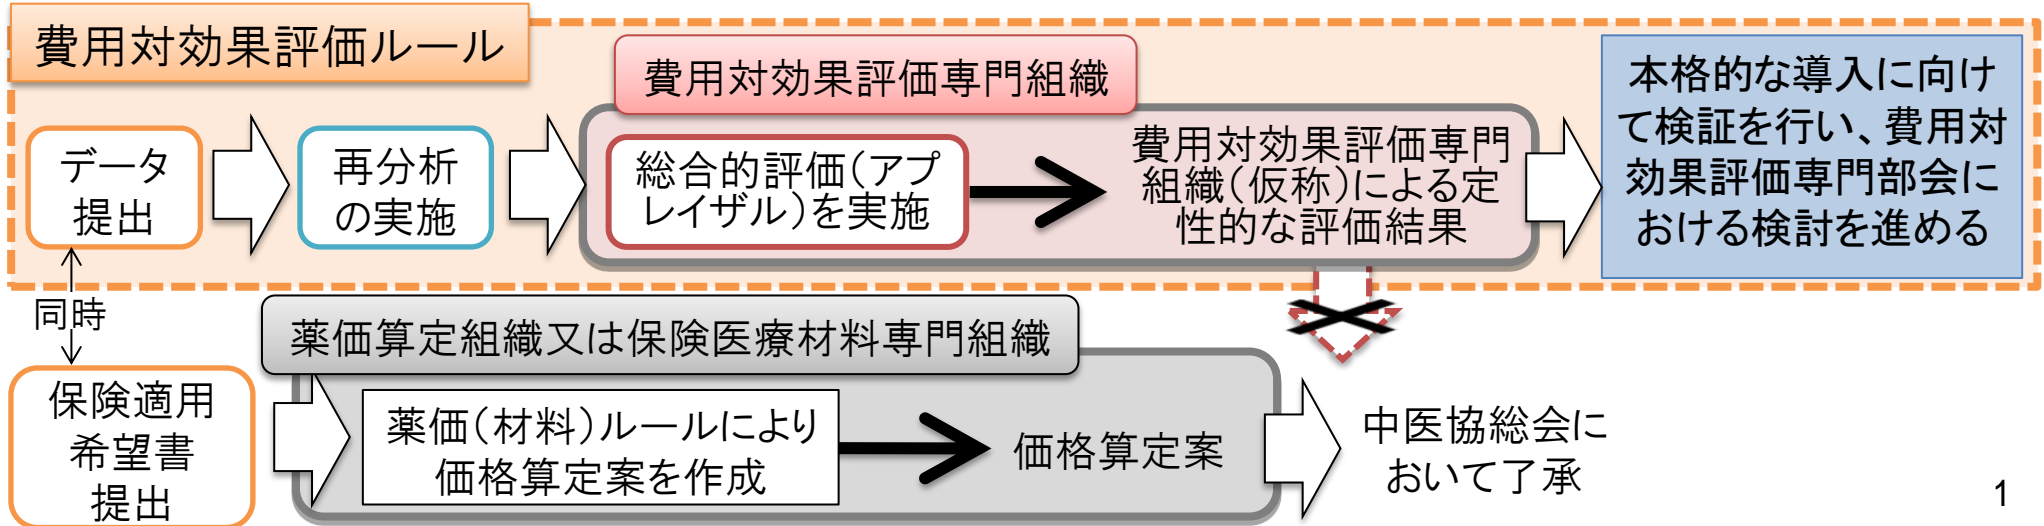 費用対効果評価ルール
費用対効果評価専門組織
データ
提出
再分析
の実施
総合的評価（アプ
レイザル）を実施
費用対効果評価専門
組織（仮称）による定
性的な評価結果
本格的な導入に向け
て検証を行い、費用対
効果評価専門部会に
おける検討を進める
同時
薬価算定組織又は保険医療材料専門組織
保険適用
希望書
提出
薬価（材料）ルールにより
価格算定案を作成
価格算定案
中医協総会に
おいて了承
1